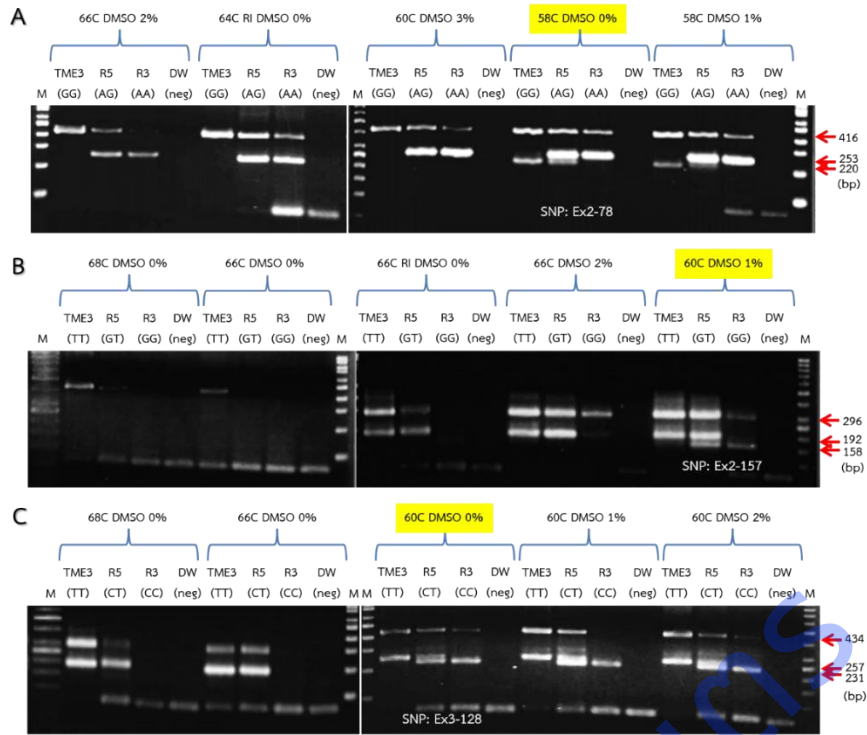 A
66C DMSO 2% 64C RI DMSO 0% 60C DMSO 3% 58C DMSO 0% 58C DMSO 1%
TME3 R5 R3 DW TME3 R5 R3 DW TME3 R5 R3 DW TME3 R5 R3 DW TME3 R5 R3 DW
M (GG) (AG) (AA) (neg) (GG) (AG) (AA) (neg) (GG) (AG) (AA) (neg) (GG) (AG) (AA) (neg) (GG) (AG) (AA) (neg) M
416
253
220
(bp)
SNP: Ex2-78
B
68C DMSO 0% 66C DMSO 0% 66C RI DMSO 0% 66C DMSO 2% 60C DMSO 1%
TME3 R5 R3 DW TME3 R5 R3 DW TME3 R5 R3 DW TME3 R5 R3 DW TME3 R5 R3 DW
M (TT) (GT) (GG) (neg) (TT) (GT) (GG) (neg) M (TT) (GT) (GG) (neg) (TT) (GT) (GG) (neg) (TT) (GT) (GG) (neg) M
296
192
158
(bp)
SNP: Ex2-157
C
68C DMSO 0% 66C DMSO 0% 60C DMSO 0% 60C DMSO 1% 60C DMSO 2%
TME3 R5 R3 DW TME3 R5 R3 DW TME3 R5 R3 DW TME3 R5 R3 DW TME3 R5 R3 DW
M (TT) (CT) (CC) (neg) (TT) (CT) (CC) (neg) M M (TT) (CT) (CC) (neg) (TT) (CT) (CC) (neg) (TT) (CT) (CC) (neg) M
434
257
231
(bp)
SNP: Ex3-128